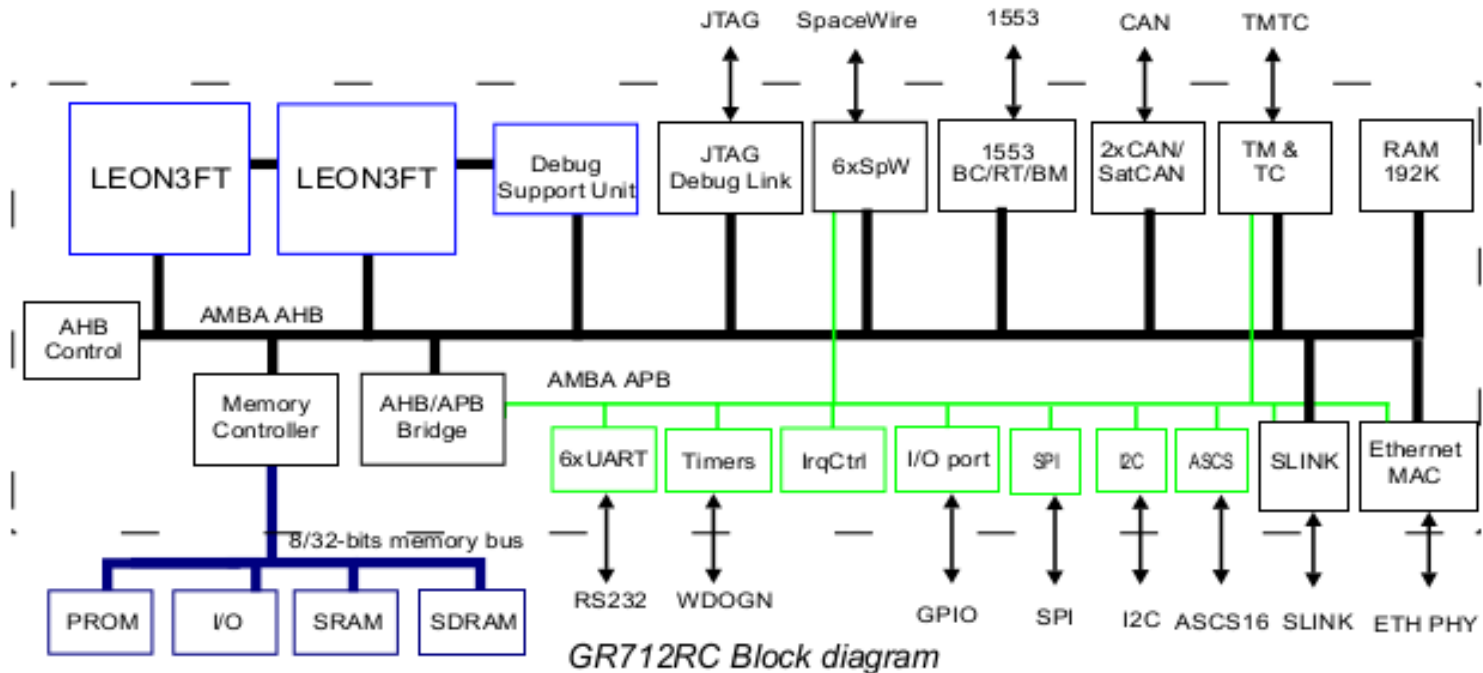 JTAG
SpaceWire
1553
CAN
TMTC
LEON3FT
LEON3FT
Debug
Support Unit
JTAG
Debug Link
6xSpW
1553
BC/RT/BM
2xCAN/
SatCAN
TM &
TC
RAM
192K
AHB
Control
AMBA AHB
Memory
Controller
AHB/APB
Bridge
AMBA APB
6xUART
Timers
IrqCtrl
I/O port
SPI
I2C
ASCS
SLINK
Ethernet
MAC
8/32-bits memory bus
PROM
I/O
SRAM
SDRAM
RS232
WDOGN
GPIO
SPI
I2C
ASCS16
SLINK
ETH PHY
GR712RC Block diagram